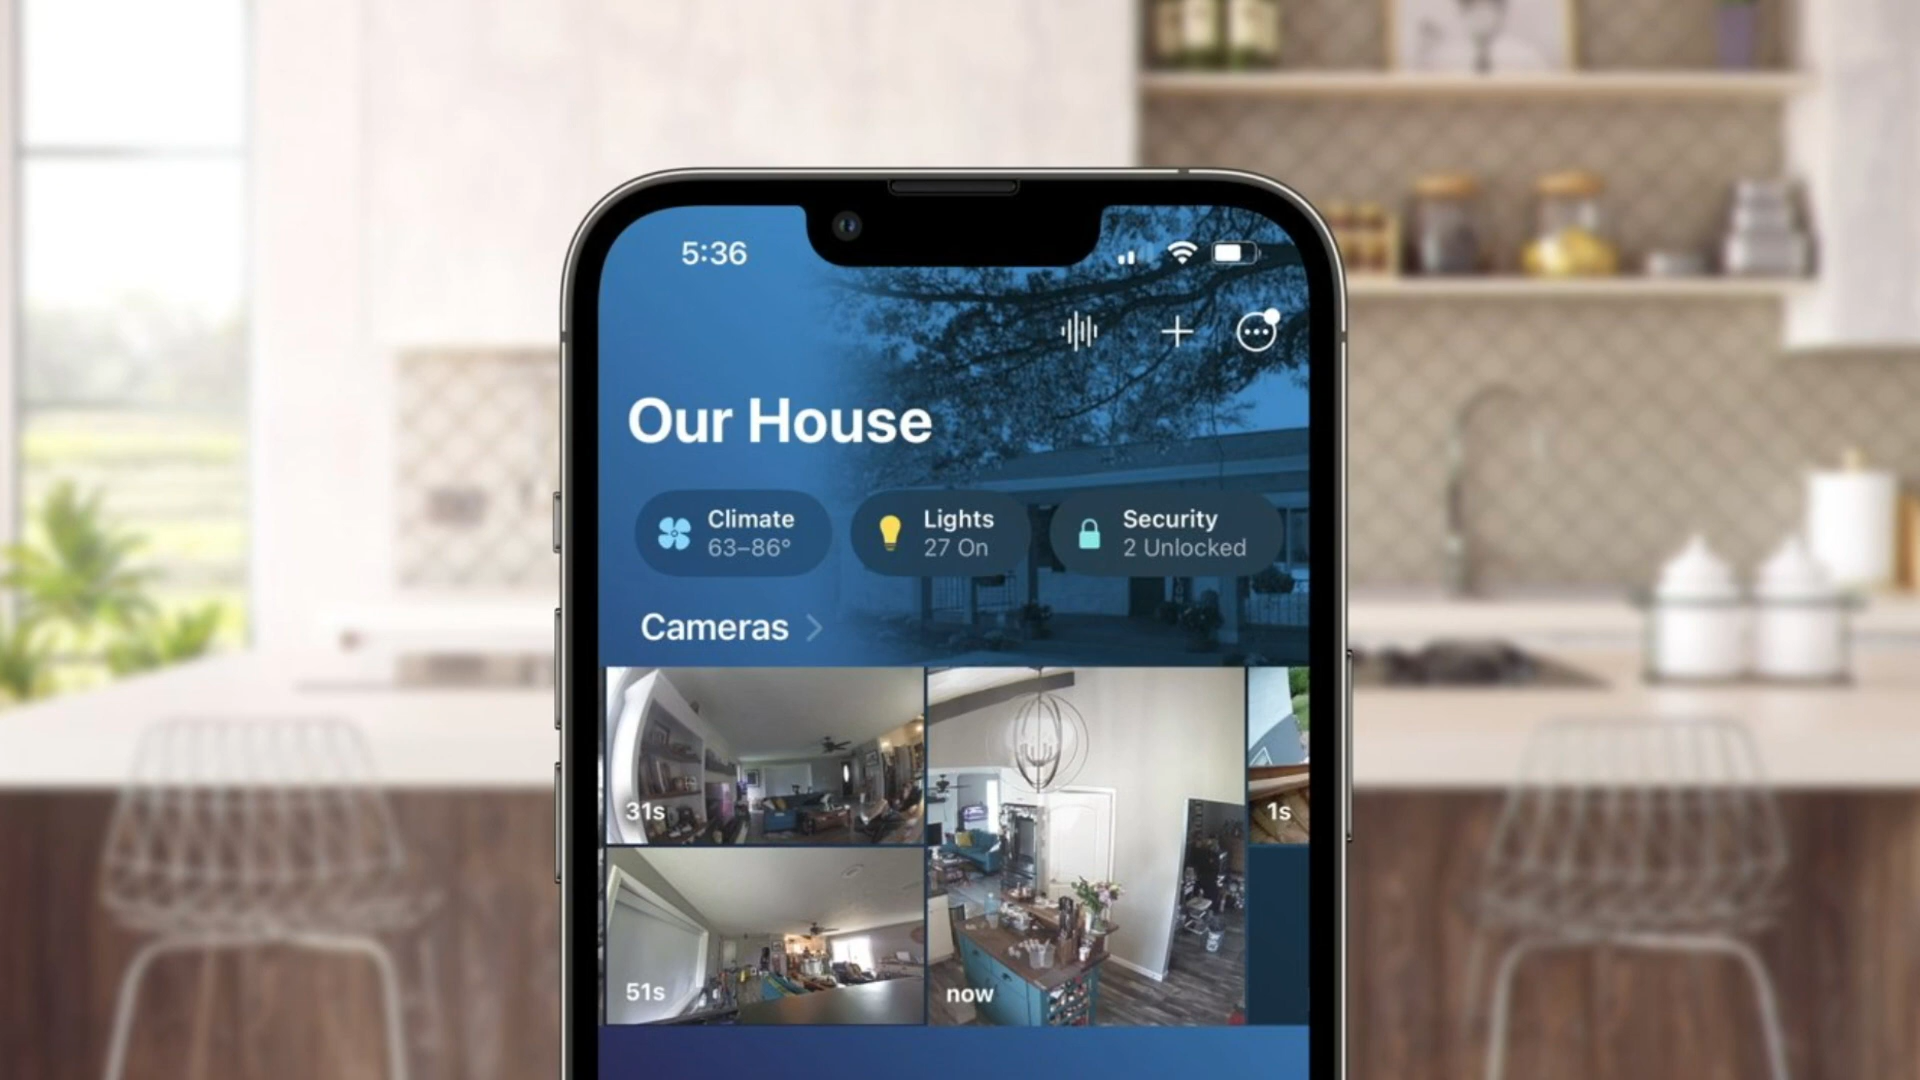 5:36
Our House
Climate
63–86°
Lights
27 On
Security
2 Unlocked
Cameras
31s
1s
51s
now